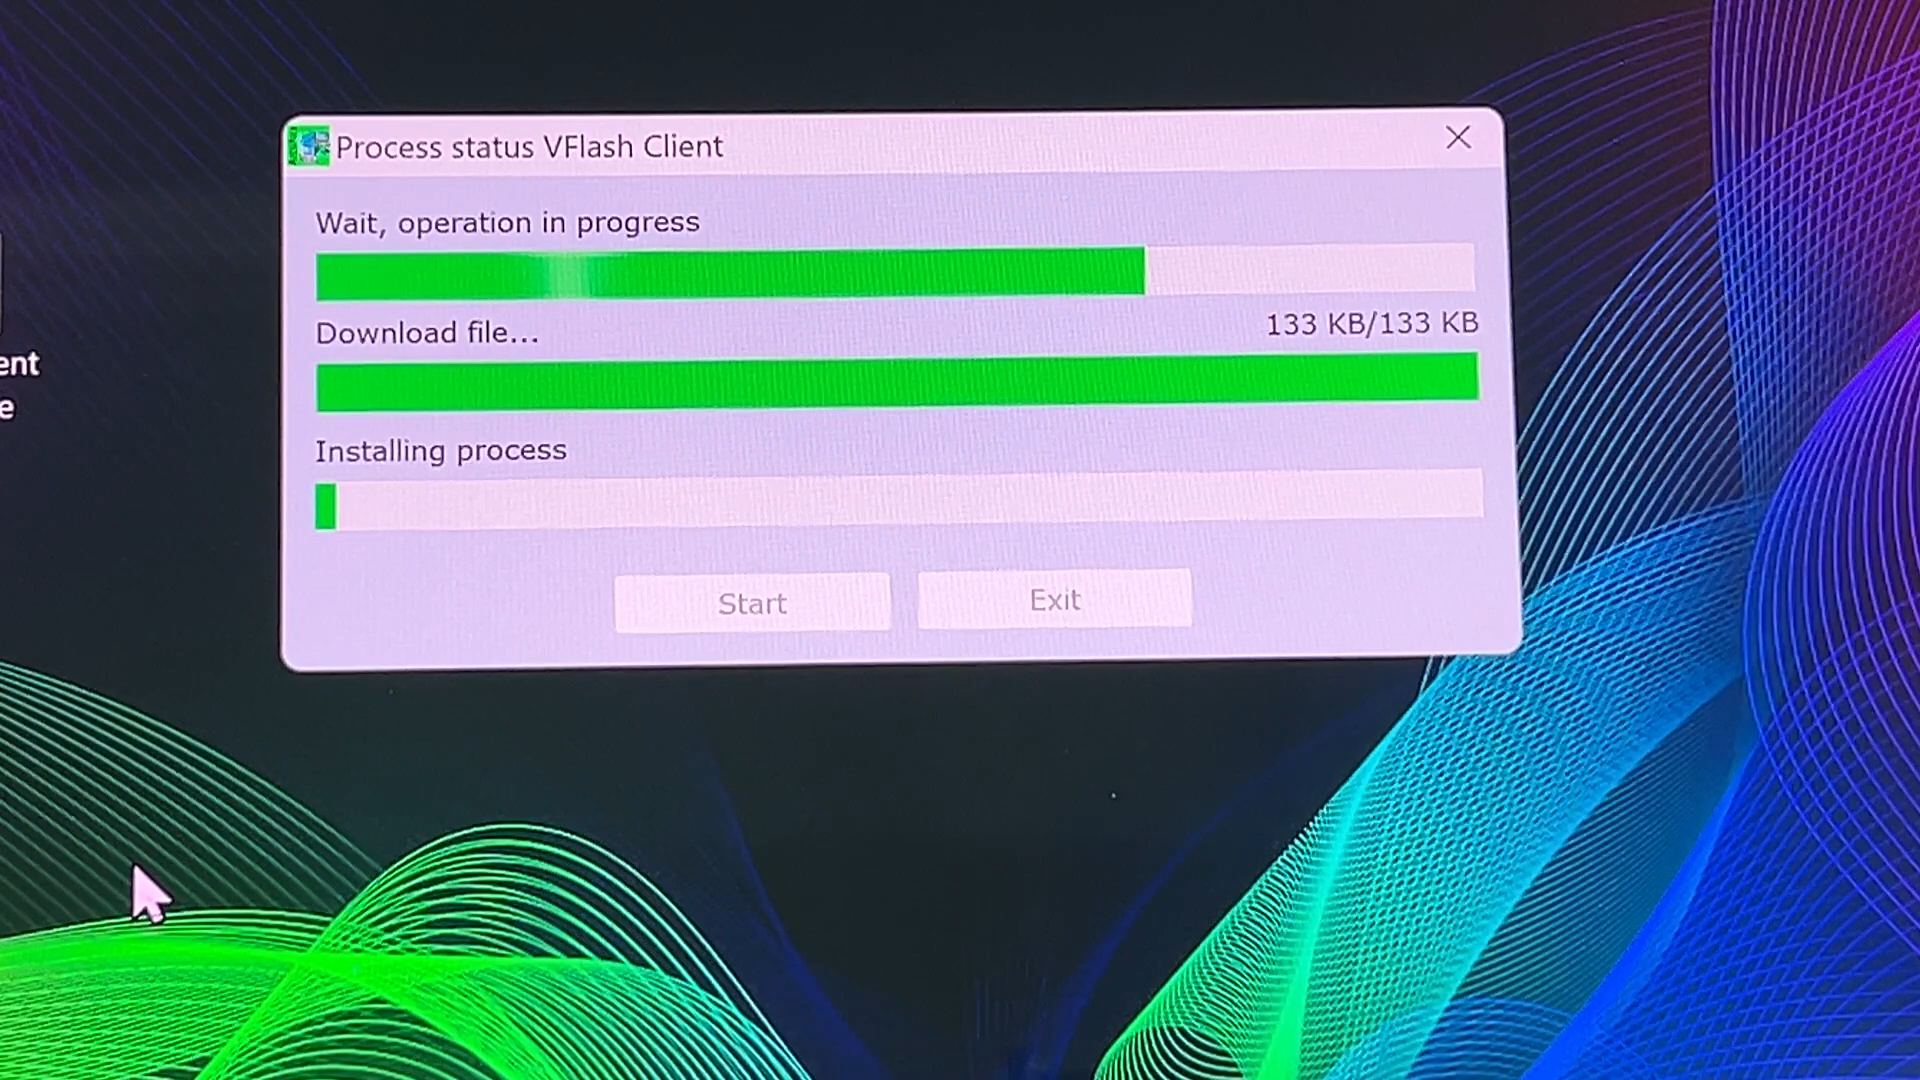 Process status VFlash Client
Wait, operation in progress
Download file...
133 KB/133 KB
Installing process
Start
Exit
ent
e